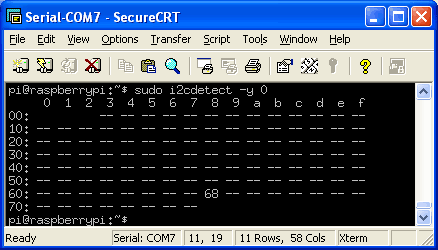 Serial-COM7 - SecureCRT
File Edit View Options Transfer Script Tools Window Help
pi@raspberrypi:~$ sudo i2cdetect -y 0
     0  1  2  3  4  5  6  7  8  9  a  b  c  d  e  f
00:          -- -- -- -- -- -- -- -- -- -- -- -- --
10: -- -- -- -- -- -- -- -- -- -- -- -- -- -- -- --
20: -- -- -- -- -- -- -- -- -- -- -- -- -- -- -- --
30: -- -- -- -- -- -- -- -- -- -- -- -- -- -- -- --
40: -- -- -- -- -- -- -- -- -- -- -- -- -- -- -- --
50: -- -- -- -- -- -- -- -- -- -- -- -- -- -- -- --
60: -- -- -- -- -- -- -- -- 68 -- -- -- -- -- -- --
70: -- -- -- -- -- -- -- --
pi@raspberrypi:~$
Ready Serial: COM7 11, 19 11 Rows, 58 Cols Xterm